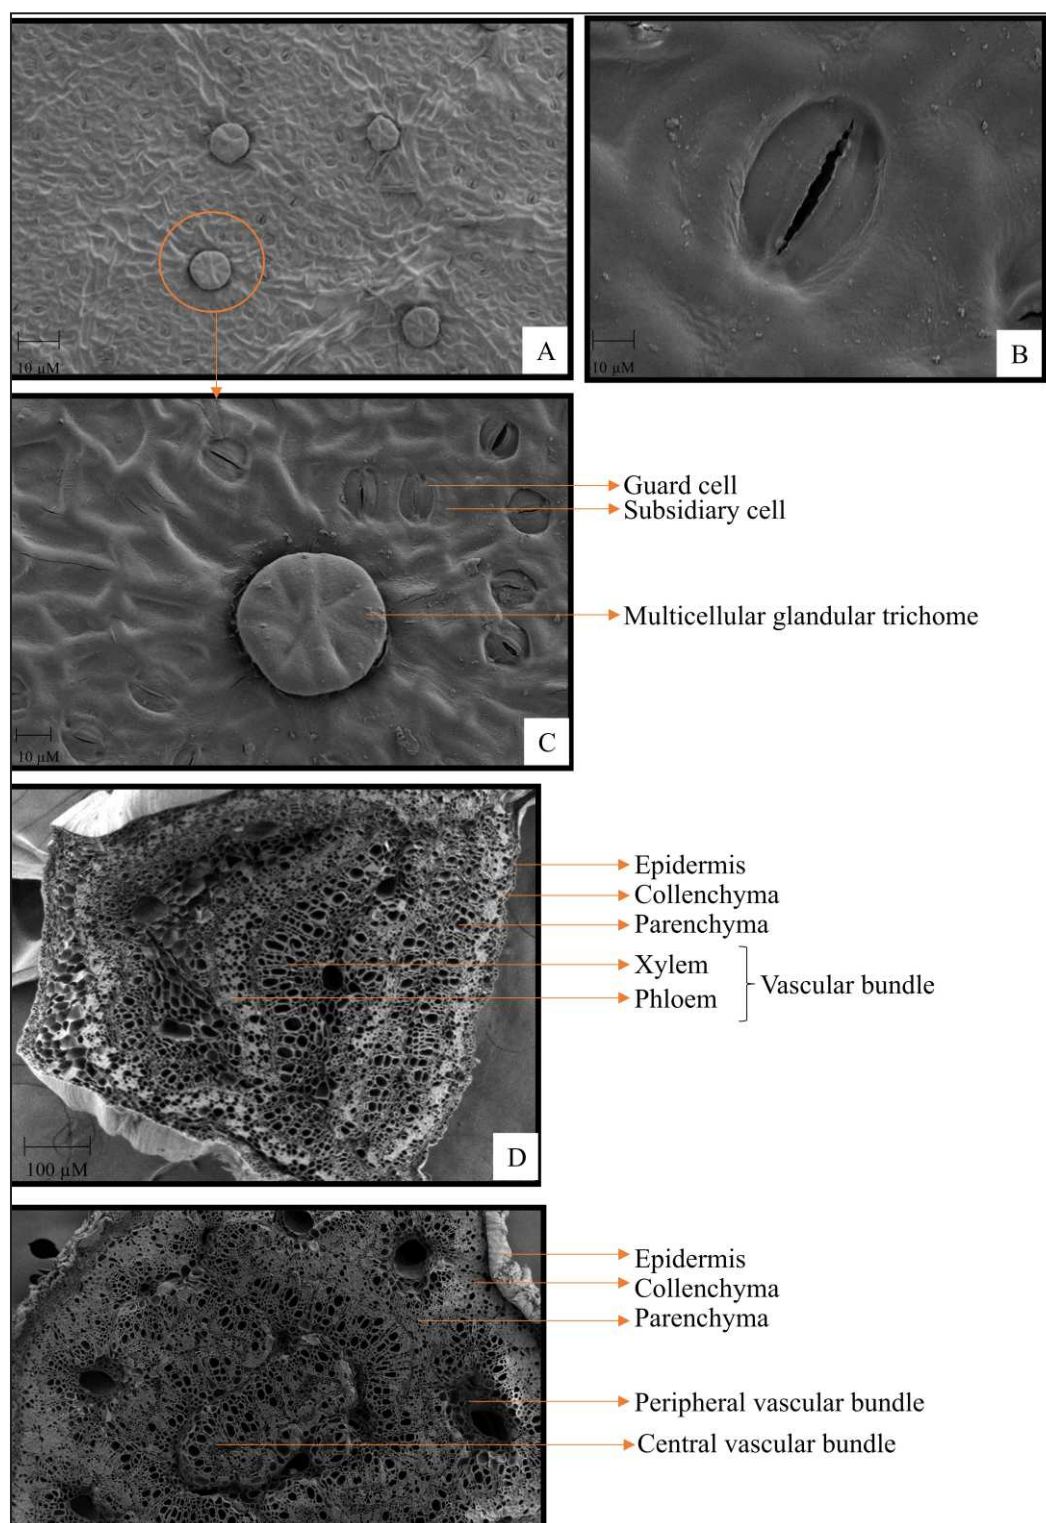 A
10 µM
B
10 µM
Guard cell
Subsidiary cell
Multicellular glandular trichome
C
10 µM
Epidermis
Collenchyma
Parenchyma
Xylem
Phloem
Vascular bundle
D
100 µM
Epidermis
Collenchyma
Parenchyma
Peripheral vascular bundle
Central vascular bundle